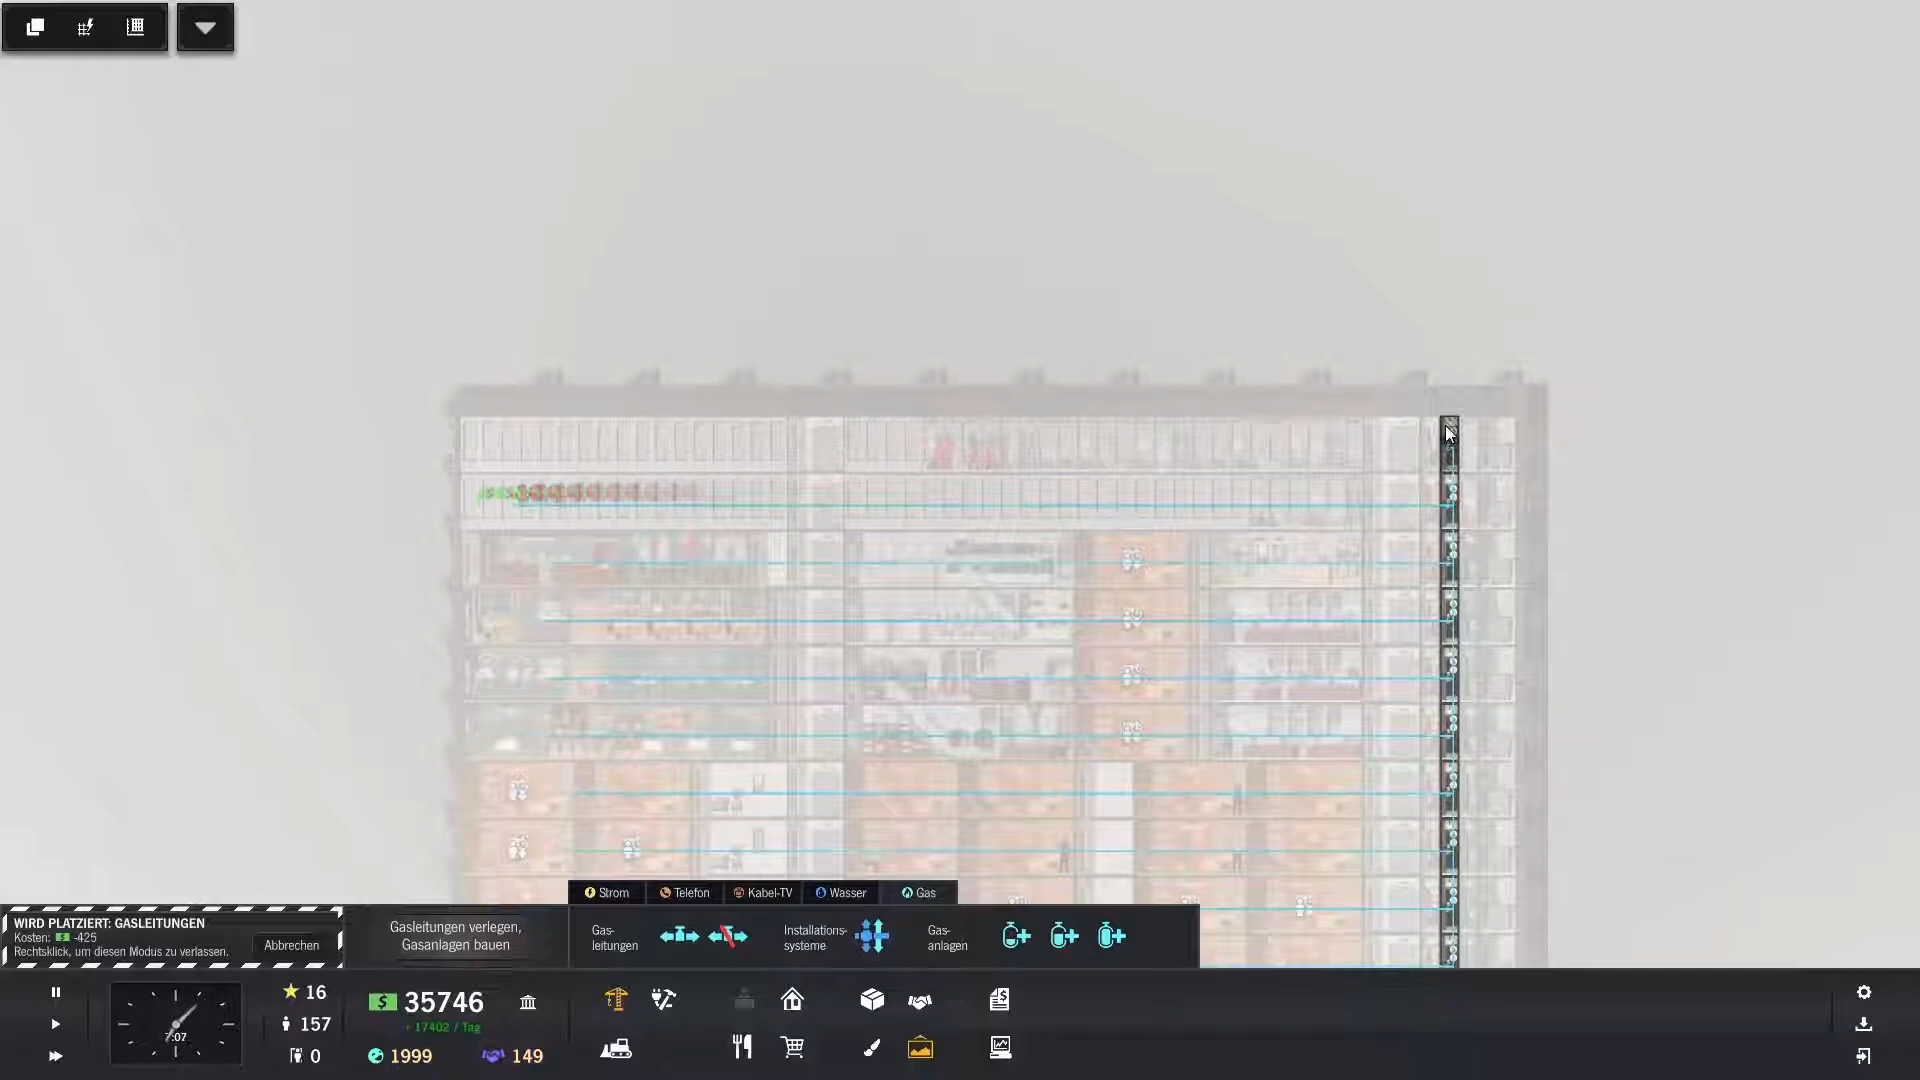 Strom
Telefon
Kabel-TV
Wasser
Gas
WIRD PLATZIERT: GASLEITUNGEN
Kosten: $ -425
Rechtsklick, um diesen Modus zu verlassen.
Abbrechen
Gasleitungen verlegen,
Gasanlagen bauen
Gas-
leitungen
Installations-
systeme
Gas-
anlagen
7:07
16
157
0
$ 35746
+ 17402 / Tag
1999
149